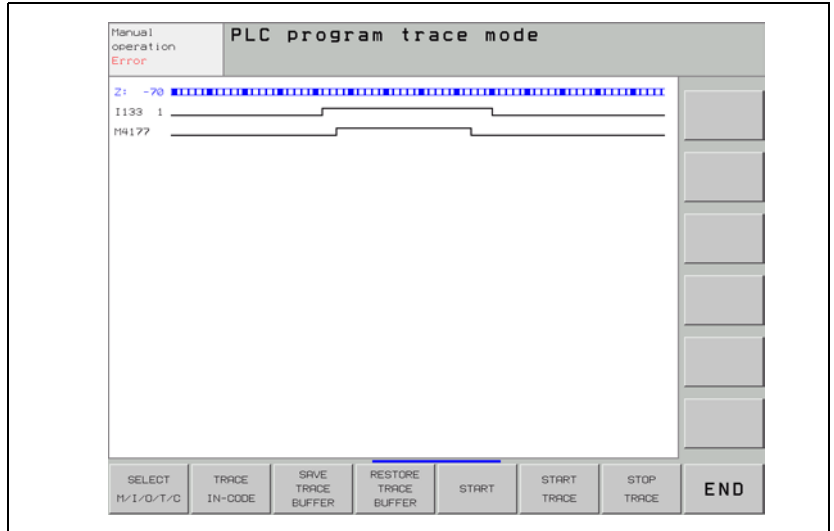 Manual
operation
Error
PLC program trace mode
Z: -70
I133 1
M4177
SELECT
M/I/O/T/C
TRACE
IN-CODE
SAVE
TRACE
BUFFER
RESTORE
TRACE
BUFFER
START
START
TRACE
STOP
TRACE
END